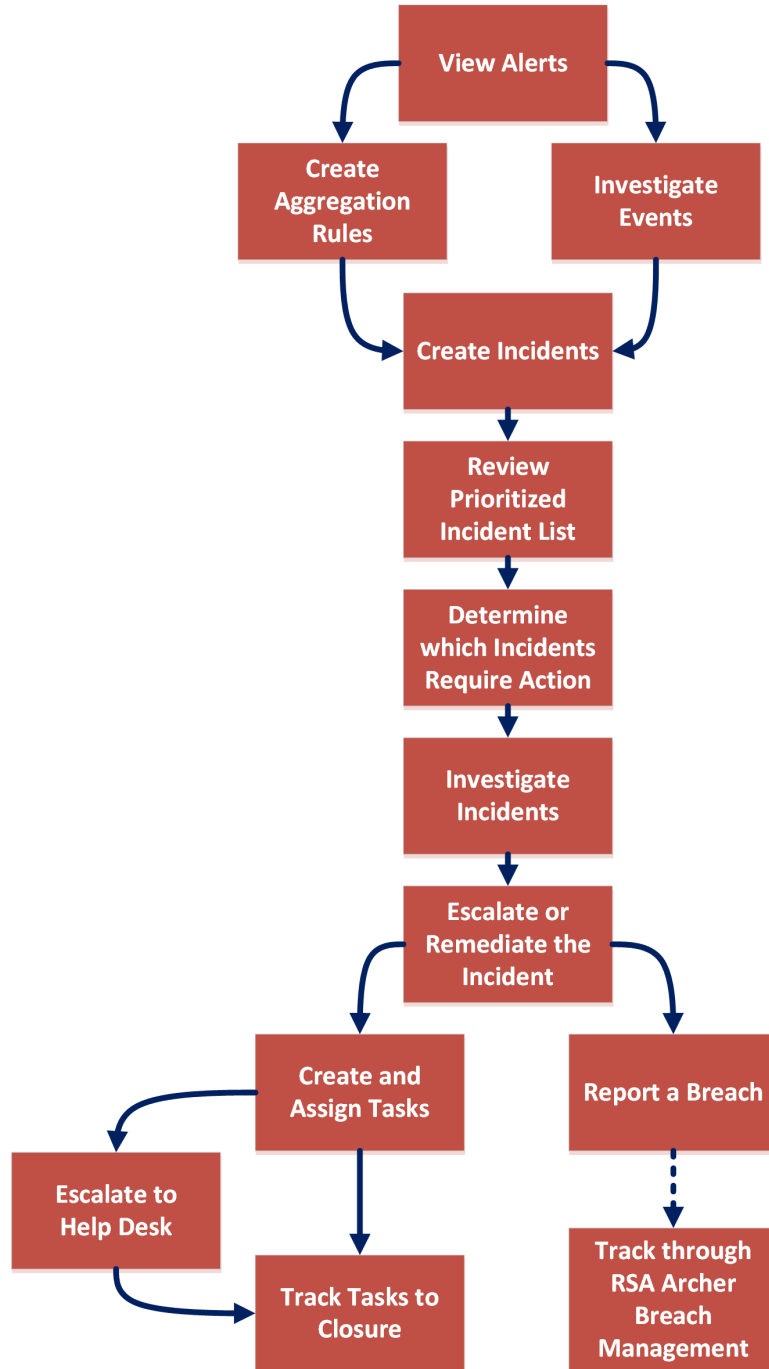 View Alerts
Create
Aggregation
Rules
Investigate
Events
Create Incidents
Review
Prioritized
Incident List
Determine
which Incidents
Require Action
Investigate
Incidents
Escalate or
Remediate the
Incident
Create and
Assign Tasks
Report a Breach
Escalate to
Help Desk
Track Tasks to
Closure
Track through
RSA Archer
Breach
Management